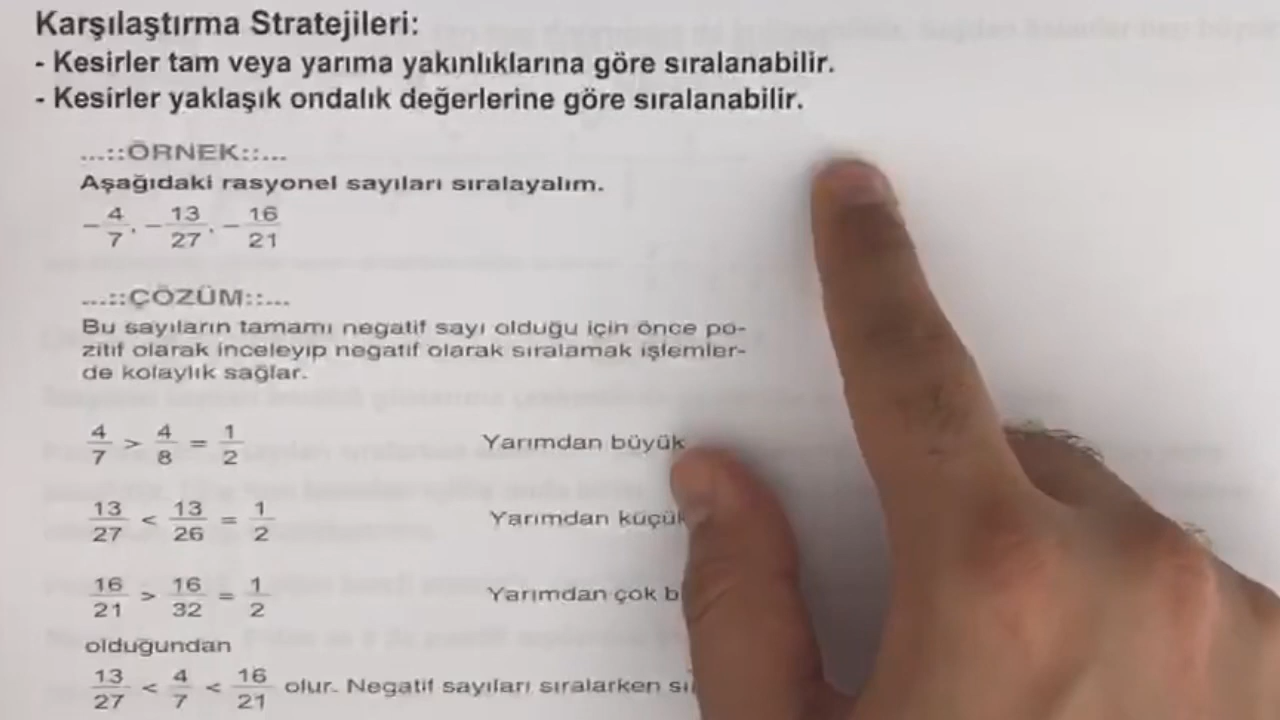 Karşılaştırma Stratejileri:
- Kesirler tam veya yarıma yakınlıklarına göre sıralanabilir.
- Kesirler yaklaşık ondalık değerlerine göre sıralanabilir.
...::ÖRNEK::...
Aşağıdaki rasyonel sayıları sıralayalım.
-4/7, -13/27, -16/21
...::ÇÖZÜM::...
Bu sayıların tamamı negatif sayı olduğu için önce po-
zitif olarak inceleyip negatif olarak sıralamak işlemler-
de kolaylık sağlar.
4/7 > 4/8 = 1/2 Yarımdan büyük
13/27 < 13/26 = 1/2 Yarımdan küçük
16/21 > 16/32 = 1/2 Yarımdan çok
olduğundan
13/27 < 4/7 < 16/21 olur. Negatif sayıları sıralarken